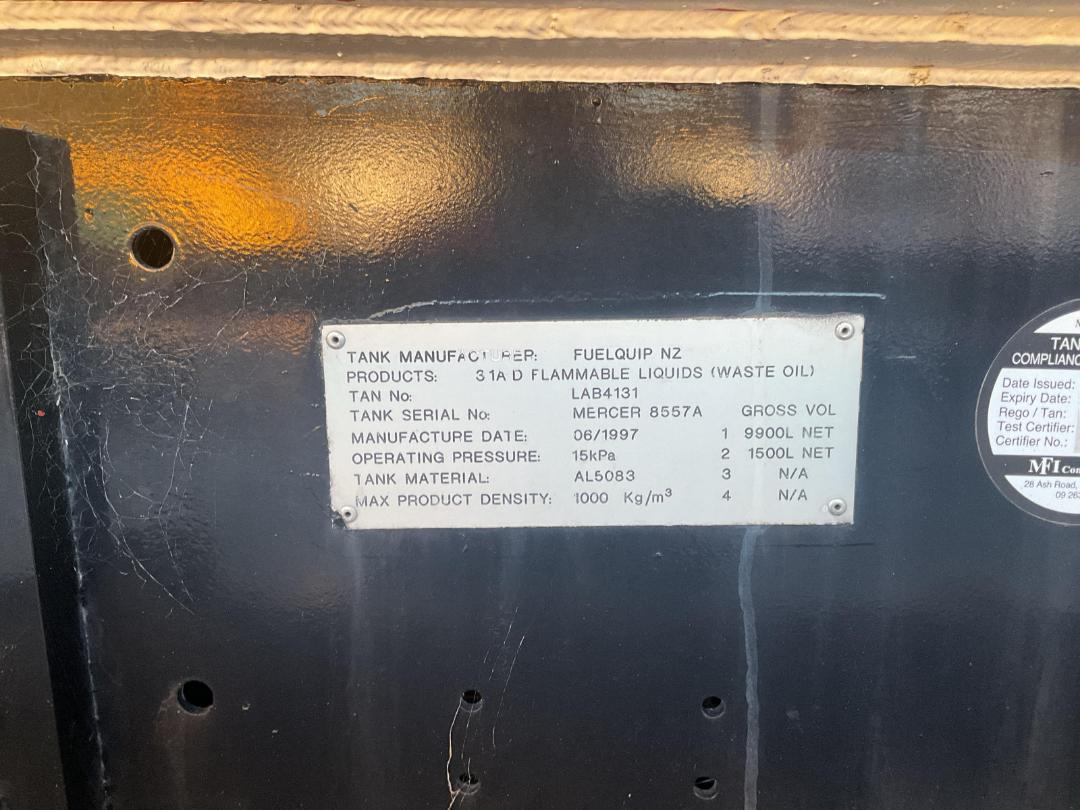 TANK MANUFACTURER: FUELQUIP NZ
PRODUCTS: 3 1A D FLAMMABLE LIQUIDS (WASTE OIL)
TAN No: LAB4131
TANK SERIAL No: MERCER 8557A GROSS VOL
MANUFACTURE DATE: 06/1997 1 9900L NET
OPERATING PRESSURE: 15kPa 2 1500L NET
TANK MATERIAL: AL5083 3 N/A
MAX PRODUCT DENSITY: 1000 Kg/m³ 4 N/A
TAN
COMPLIANC
Date Issued:
Expiry Date:
Rego / Tan:
Test Certifier:
Certifier No.:
MFI Con
28 Ash Road,
09 26